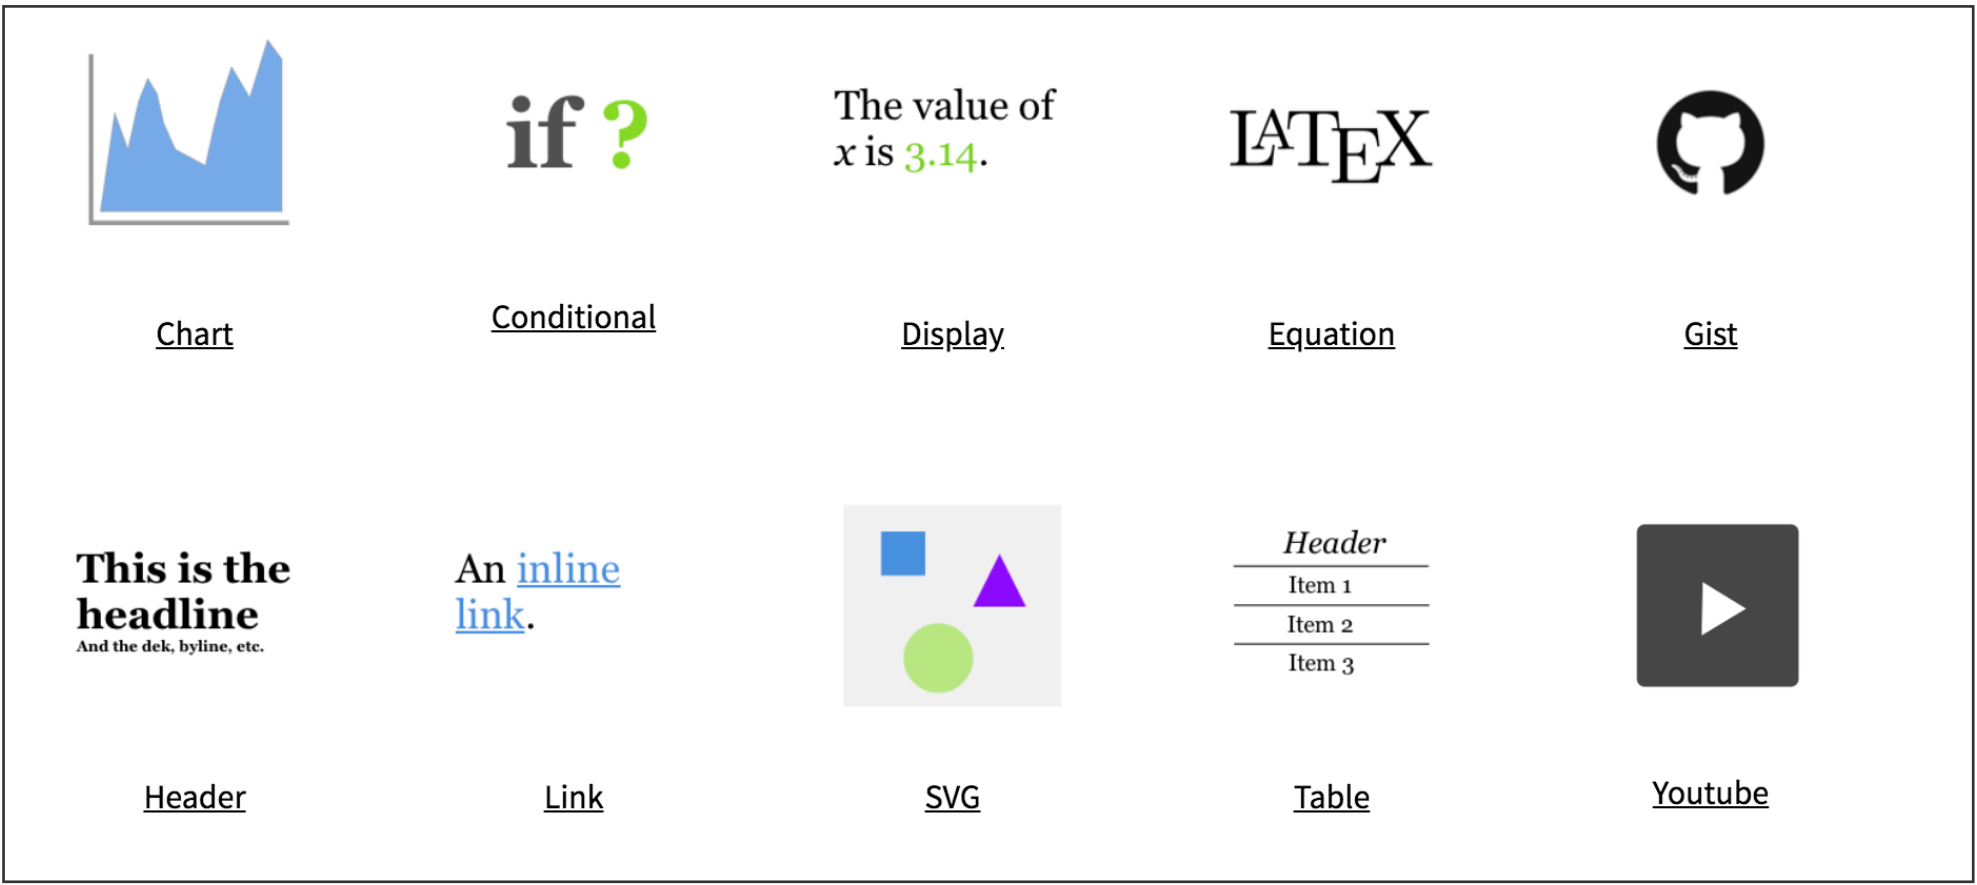 if ?
The value of
x is 3.14.
LATEX
Chart
Conditional
Display
Equation
Gist
This is the
headline
And the dek, byline, etc.
An inline
link.
Header
Item 1
Item 2
Item 3
Header
Link
SVG
Table
Youtube